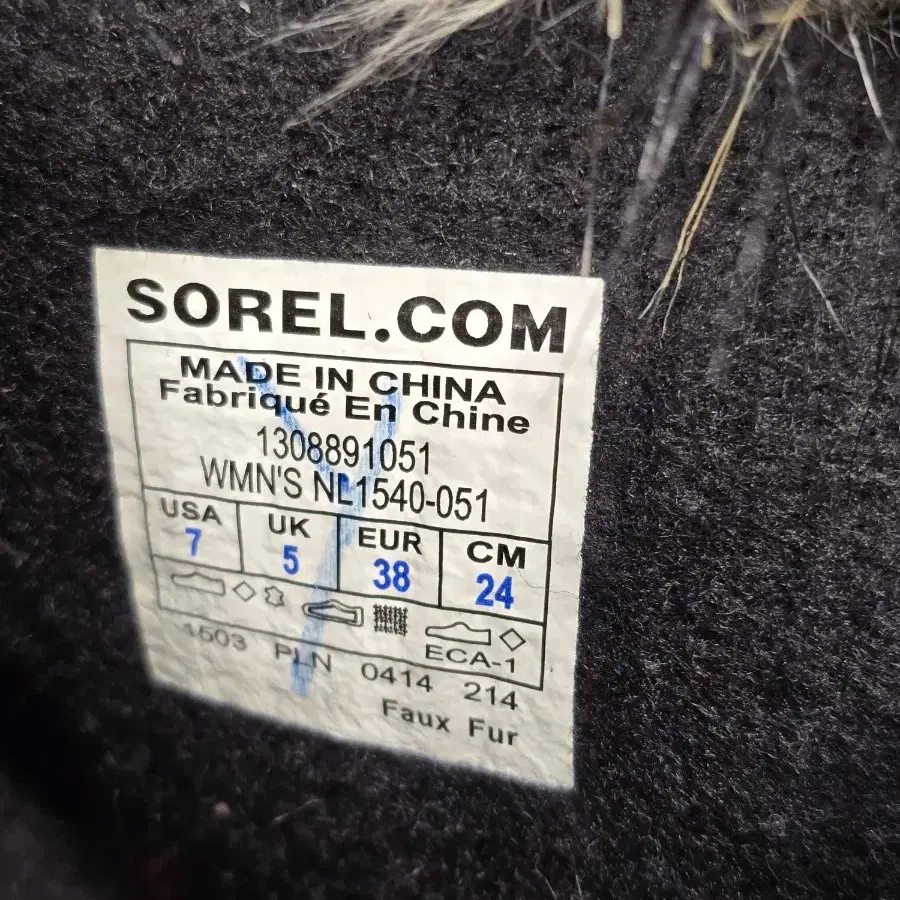 SOREL.COM
MADE IN CHINA
Fabriqué En Chine
1308891051
WMN'S NL1540-051
USA UK EUR CM
7 5 38 24
ECA-1
1503 PLN 0414 214
Faux Fur